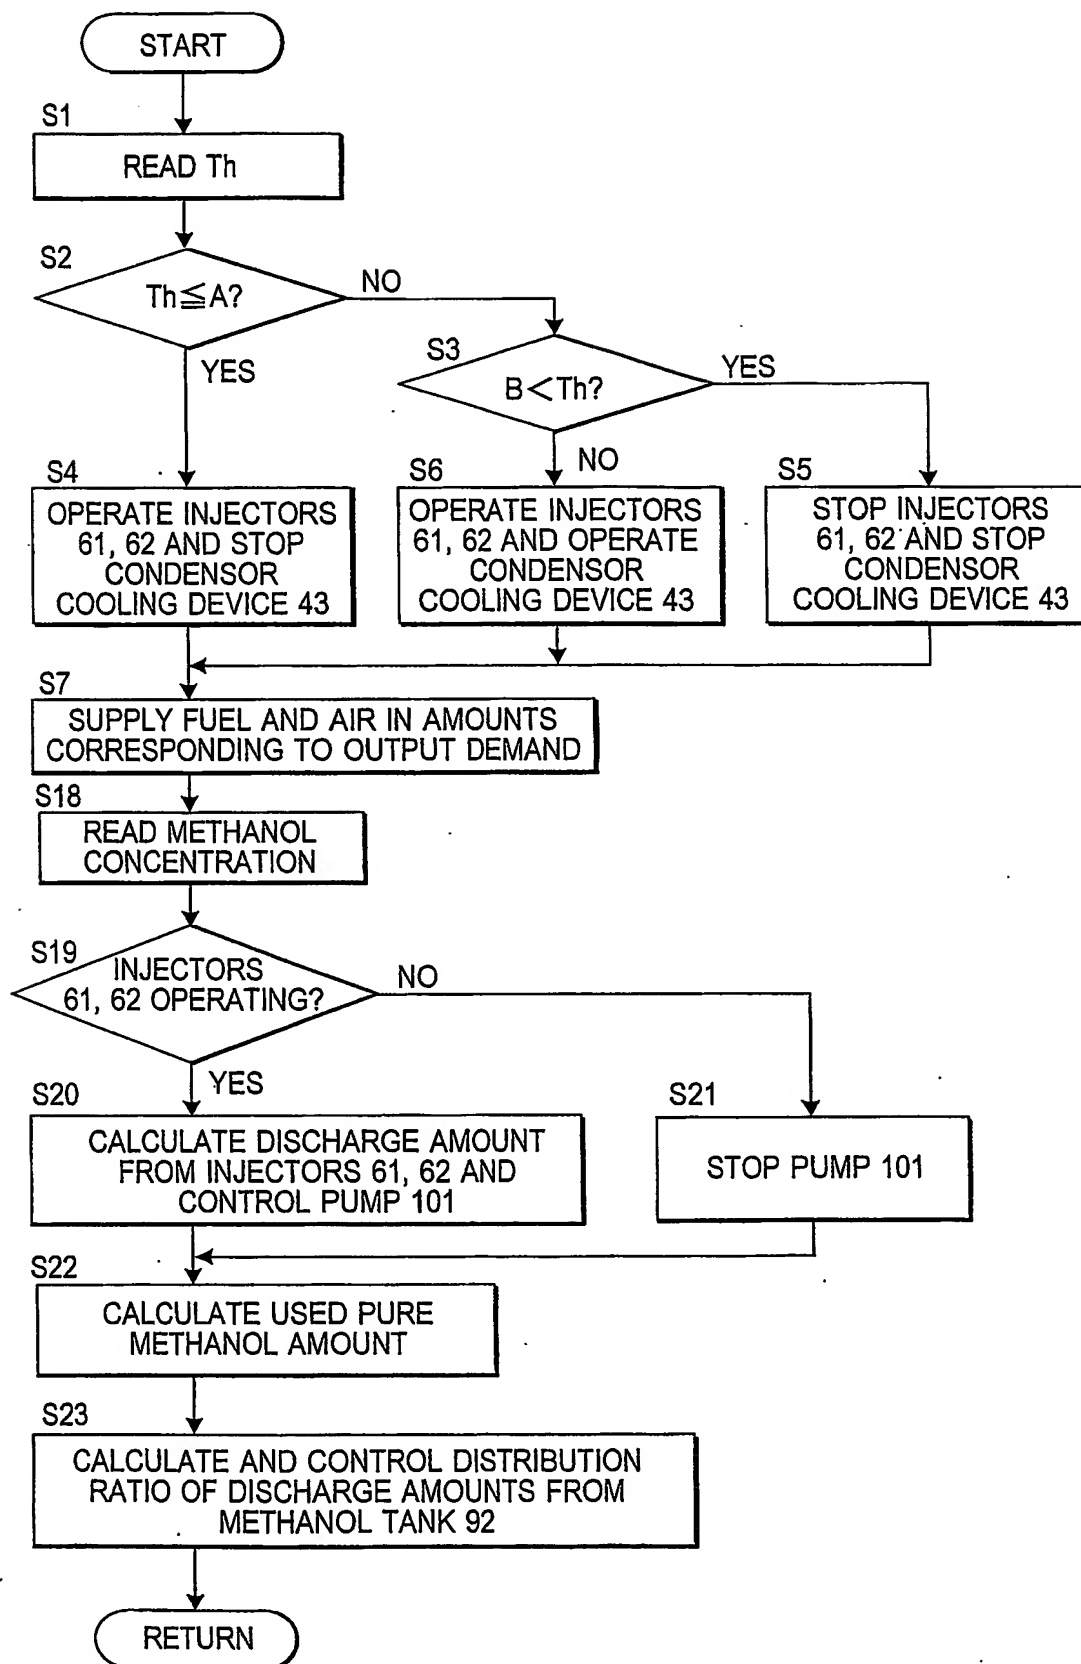 START
S1
READ Th
S2
Th≦A?
NO
YES
S3
B<Th?
YES
NO
S4
OPERATE INJECTORS
61, 62 AND STOP
CONDENSOR
COOLING DEVICE 43
S6
OPERATE INJECTORS
61, 62 AND OPERATE
CONDENSOR
COOLING DEVICE 43
S5
STOP INJECTORS
61, 62 AND STOP
CONDENSOR
COOLING DEVICE 43
S7
SUPPLY FUEL AND AIR IN AMOUNTS
CORRESPONDING TO OUTPUT DEMAND
S18
READ METHANOL
CONCENTRATION
S19
INJECTORS
61, 62 OPERATING?
NO
YES
S20
CALCULATE DISCHARGE AMOUNT
FROM INJECTORS 61, 62 AND
CONTROL PUMP 101
S21
STOP PUMP 101
S22
CALCULATE USED PURE
METHANOL AMOUNT
S23
CALCULATE AND CONTROL DISTRIBUTION
RATIO OF DISCHARGE AMOUNTS FROM
METHANOL TANK 92
RETURN